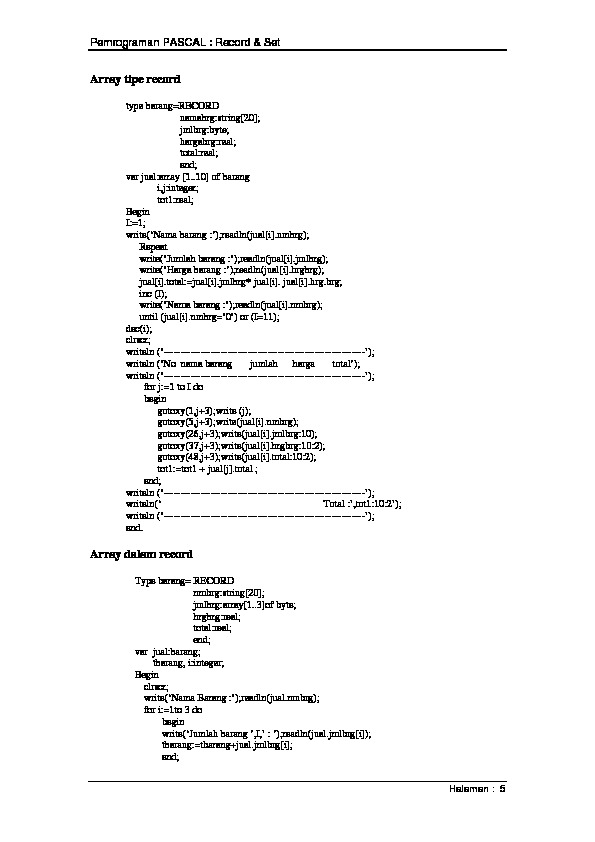 Pemrograman PASCAL : Record & Set
Array tipe record
type barang=RECORD
namabrg:string[20];
jmlbrg:byte;
hargabrg:real;
total:real;
end;
var jual:array [1..10] of barang
i,j:integer;
tot1:real;
Begin
I:=1;
write('Nama barang :');readln(jual[i].nmbrg);
Repeat
write('Jumlah barang :');readln(jual[i].jmlbrg);
write('Harga barang :');readln(jual[i].hrgbrg);
jual[i].total:=jual[i].jmlbrg* jual[i]. jual[i].hrg.brg;
inc (I);
write('Nama barang :');readln(jual[i].nmbrg);
until (jual[i].nmbrg='0') or (I=11);
dec(i);
clrscr;
writeln ('---------------------------------------------------------------');
writeln ('No nama barang jumlah harga total');
writeln ('---------------------------------------------------------------');
for j:=1 to I do
begin
gotoxy(1,j+3);write (j);
gotoxy(5,j+3);write(jual[i].nmbrg);
gotoxy(26,j+3);write(jual[i].jmlbrg:10);
gotoxy(37,j+3);write(jual[i].hrgbrg:10:2);
gotoxy(48,j+3);write(jual[i].total:10:2);
tot1:=tot1 + jual[j].total ;
end;
writeln ('---------------------------------------------------------------');
writeln(' Total :',tot1:10:2');
writeln ('---------------------------------------------------------------');
end.
Array dalam record
Type barang= RECORD
nmbrg:string[20];
jmlbrg:array[1..3]of byte;
hrgbrg:real;
total:real;
end;
var jual:barang;
tbarang, i:integer;
Begin
clrscr;
write('Nama Barang :');readln(jual.nmbrg);
for i:=1to 3 do
begin
write('Jumlah barang ',I,' : ');readln(jual.jmlbrg[i]);
tbarang:=tbarang+jual.jmlbrg[i];
end;
Halaman : 5